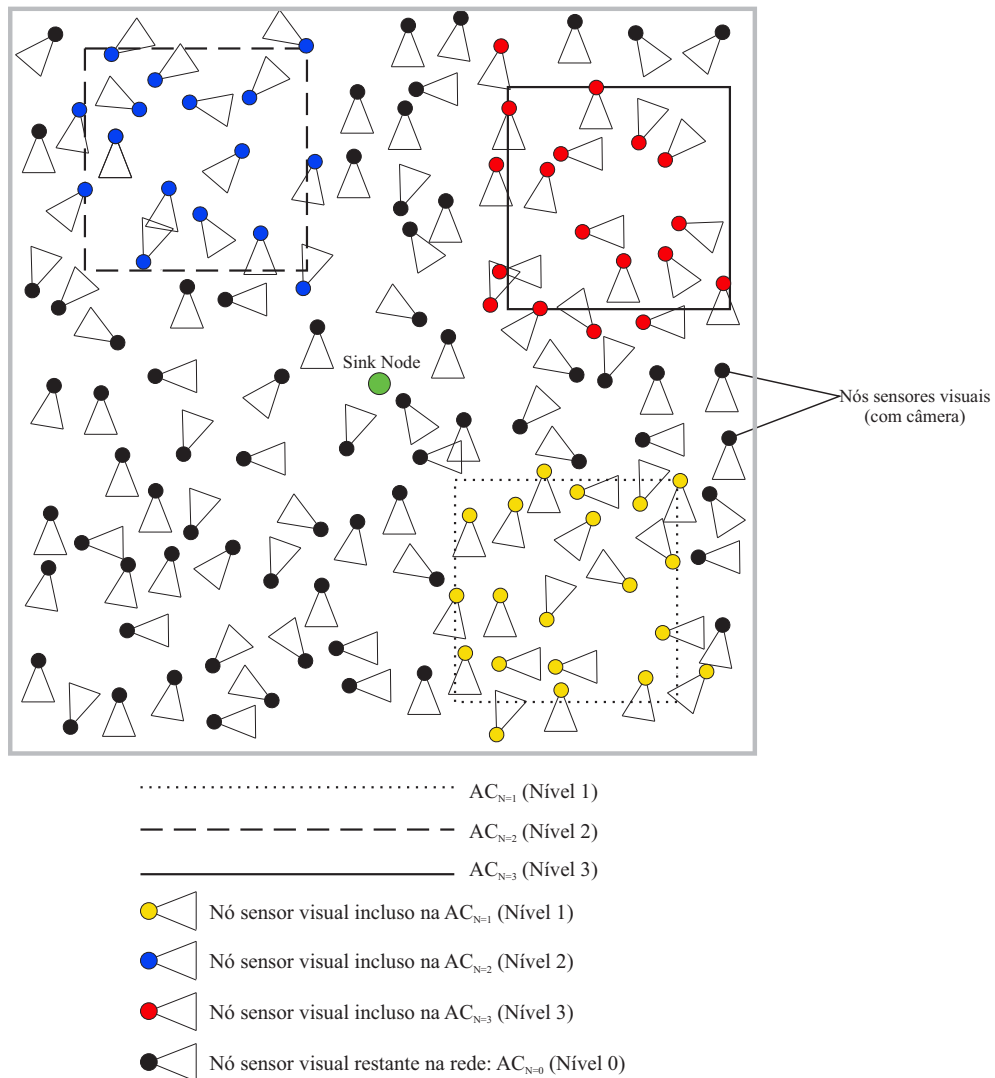 Sink Node
Nós sensores visuais
(com câmera)
AC_{N=1} (Nível 1)
AC_{N=2} (Nível 2)
AC_{N=3} (Nível 3)
Nó sensor visual incluso na AC_{N=1} (Nível 1)
Nó sensor visual incluso na AC_{N=2} (Nível 2)
Nó sensor visual incluso na AC_{N=3} (Nível 3)
Nó sensor visual restante na rede: AC_{N=0} (Nível 0)